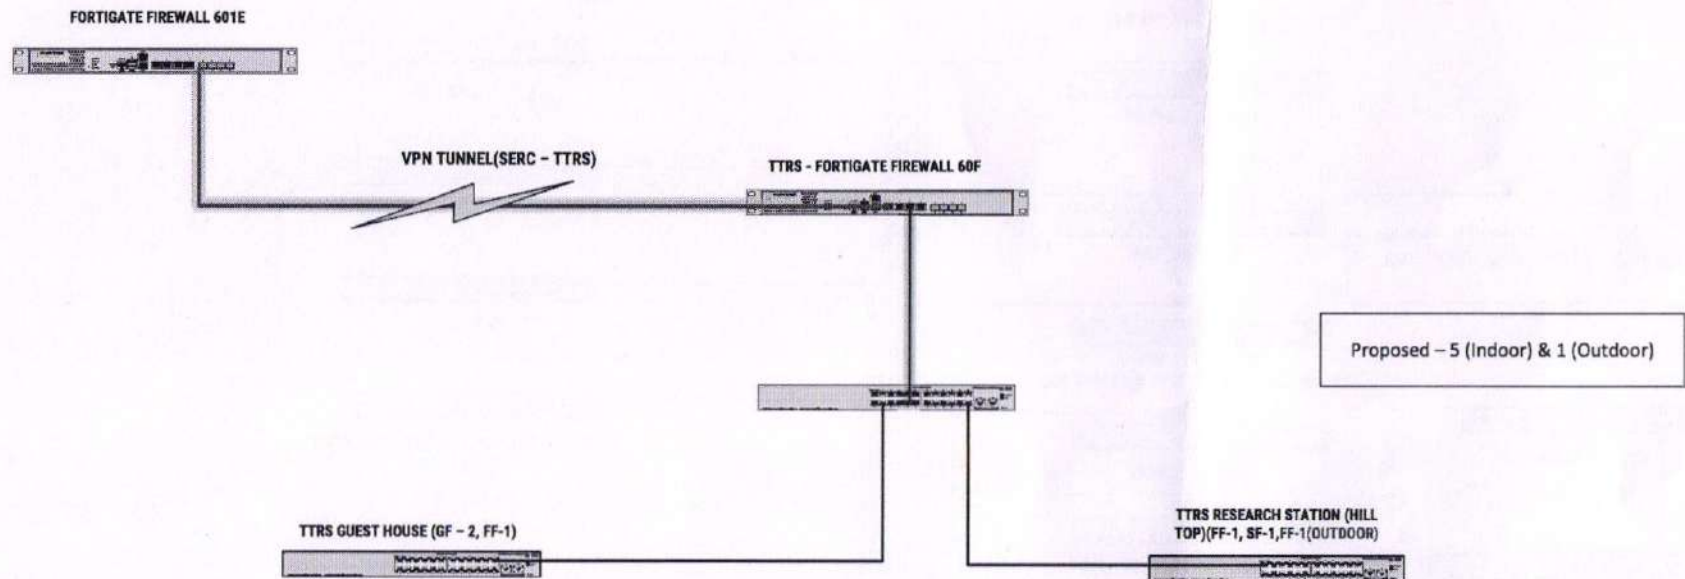 FORTIGATE FIREWALL 601E
VPN TUNNEL(SERC – TTRS)
TTRS - FORTIGATE FIREWALL 60F
Proposed – 5 (Indoor) & 1 (Outdoor)
TTRS GUEST HOUSE (GF – 2, FF-1)
TTRS RESEARCH STATION (HILL
TOP)(FF-1, SF-1,FF-1(OUTDOOR)